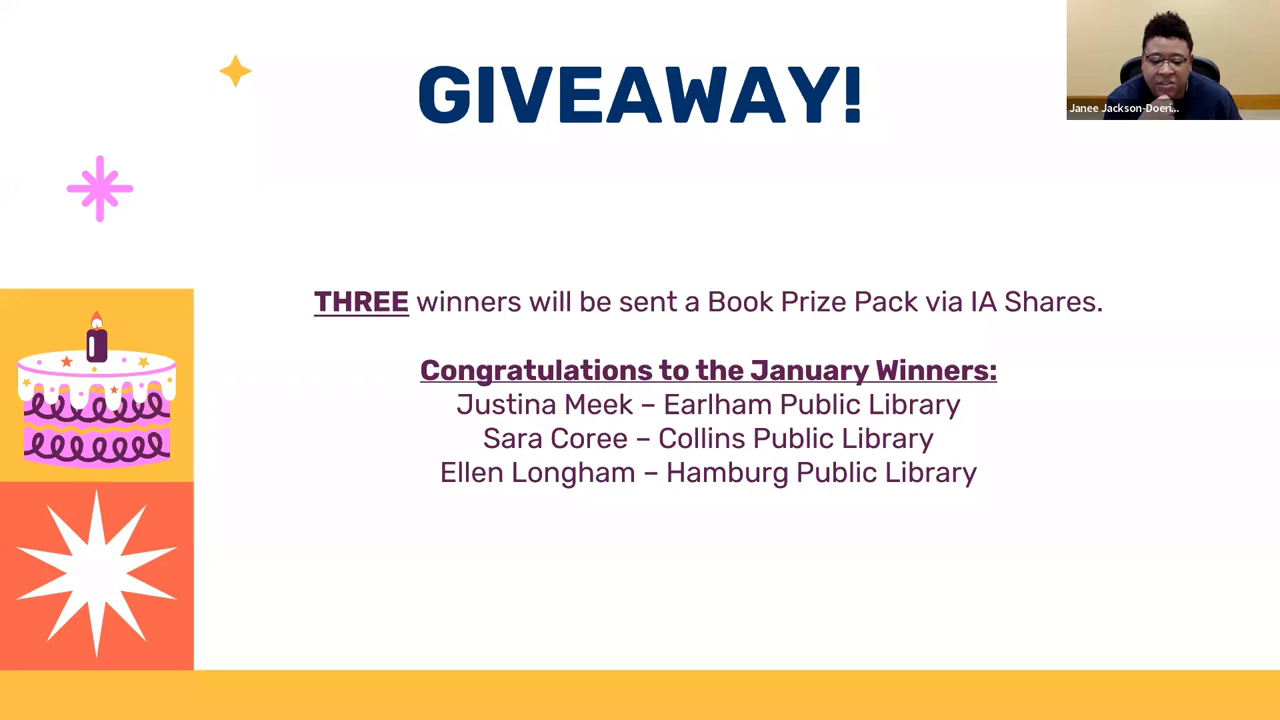 GIVEAWAY!
Janee Jackson-Doeri...
THREE winners will be sent a Book Prize Pack via IA Shares.
Congratulations to the January Winners:
Justina Meek – Earlham Public Library
Sara Coree – Collins Public Library
Ellen Longham – Hamburg Public Library